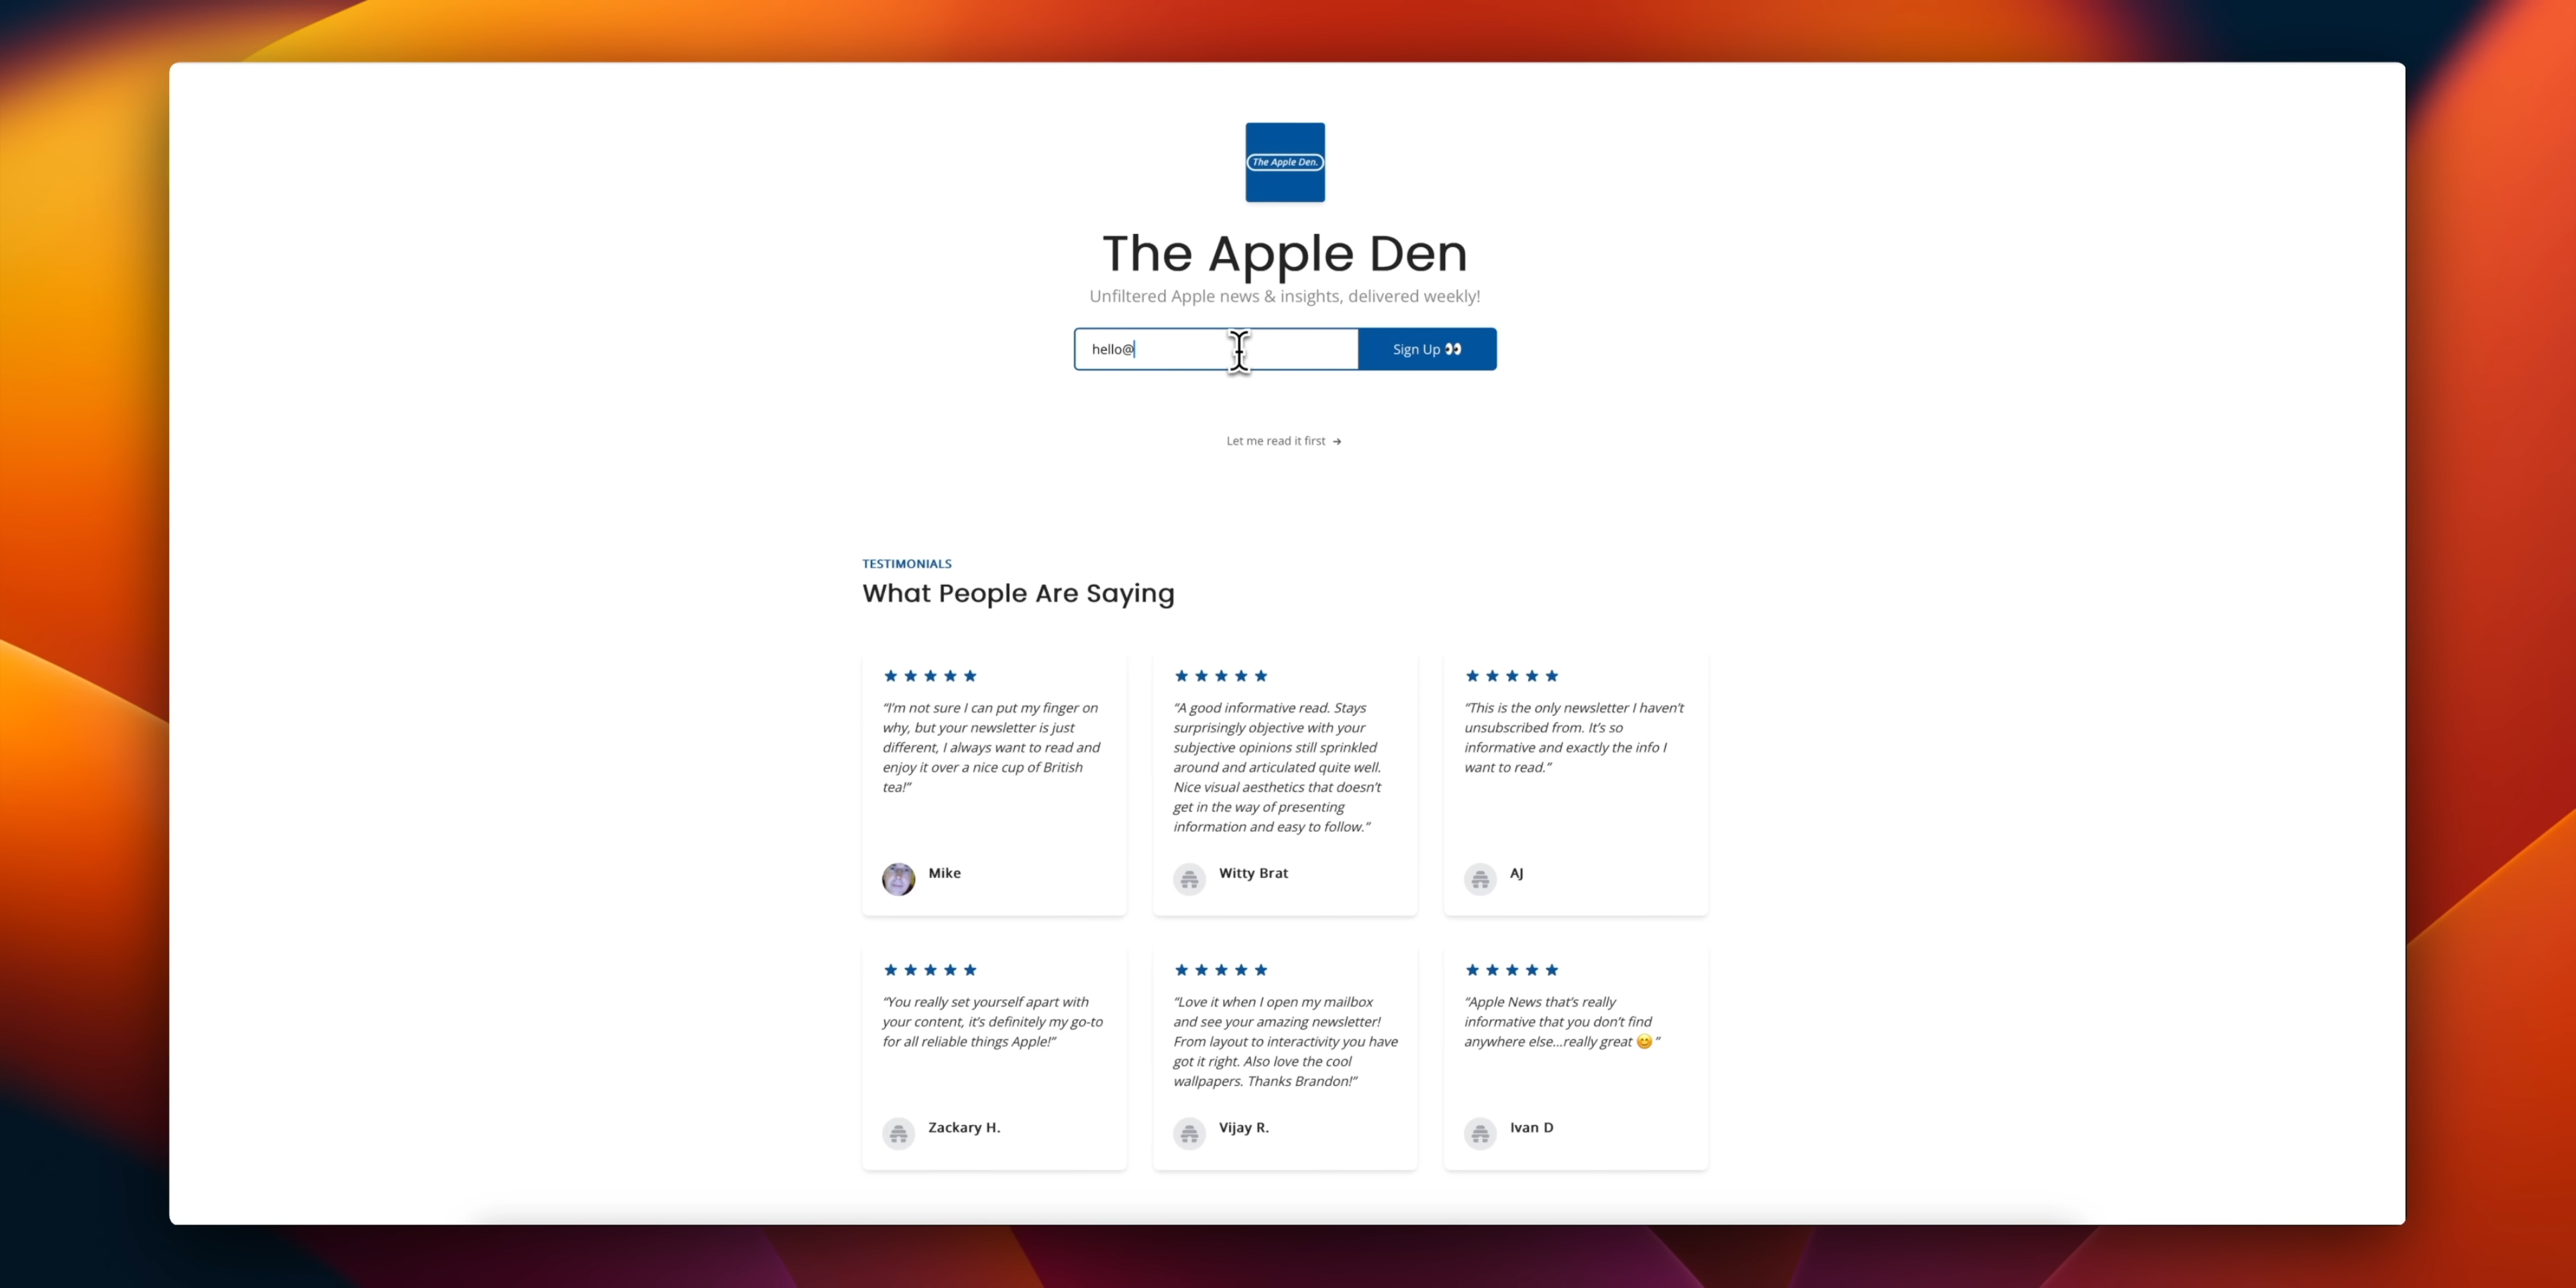 The Apple Den.
The Apple Den
Unfiltered Apple news & insights, delivered weekly!
hello@
Sign Up 👀
Let me read it first →
TESTIMONIALS
What People Are Saying
★ ★ ★ ★ ★
“I’m not sure I can put my finger on
why, but your newsletter is just
different, I always want to read and
enjoy it over a nice cup of British
tea!”
Mike
★ ★ ★ ★ ★
“A good informative read. Stays
surprisingly objective with your
subjective opinions still sprinkled
around and articulated quite well.
Nice visual aesthetics that doesn’t
get in the way of presenting
information and easy to follow.”
Witty Brat
★ ★ ★ ★ ★
“This is the only newsletter I haven’t
unsubscribed from. It’s so
informative and exactly the info I
want to read.”
AJ
★ ★ ★ ★ ★
“You really set yourself apart with
your content, it’s definitely my go-to
for all reliable things Apple!”
Zackary H.
★ ★ ★ ★ ★
“Love it when I open my mailbox
and see your amazing newsletter!
From layout to interactivity you have
got it right. Also love the cool
wallpapers. Thanks Brandon!”
Vijay R.
★ ★ ★ ★ ★
“Apple News that’s really
informative that you don’t find
anywhere else...really great 😊 ”
Ivan D